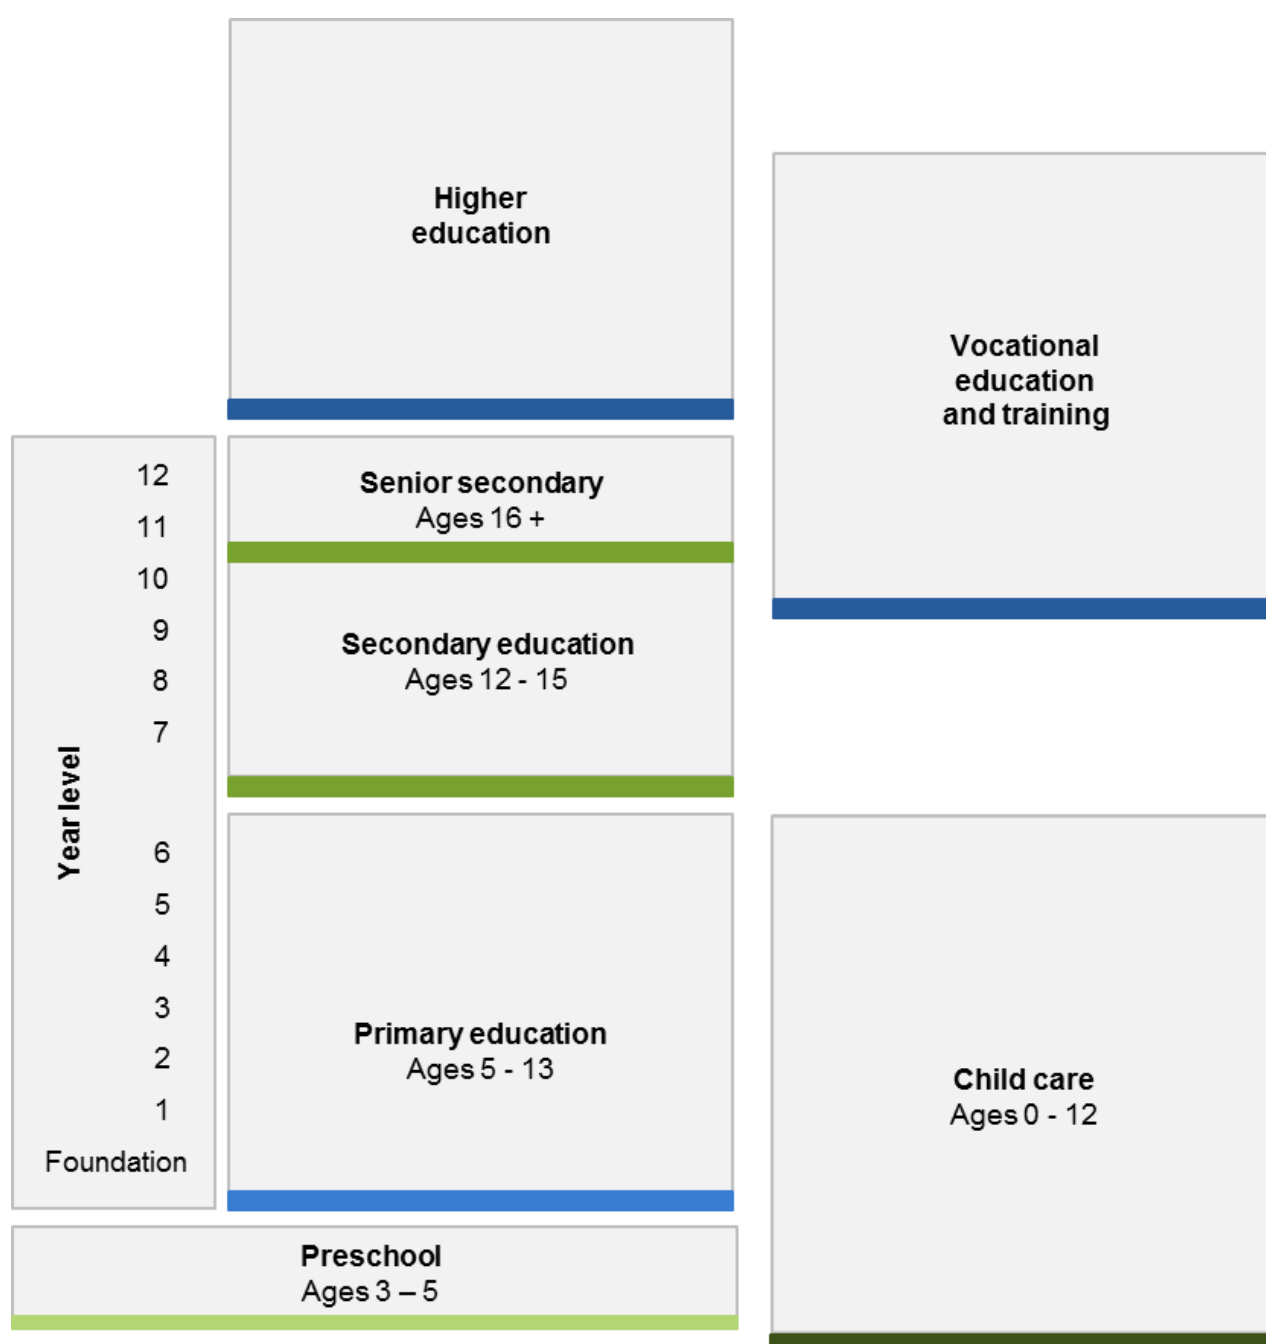 Higher
education
Vocational
education
and training
12
11
10
9
8
7
6
5
4
3
2
1
Foundation
Year level
Senior secondary
Ages 16 +
Secondary education
Ages 12 - 15
Primary education
Ages 5 - 13
Child care
Ages 0 - 12
Preschool
Ages 3 – 5